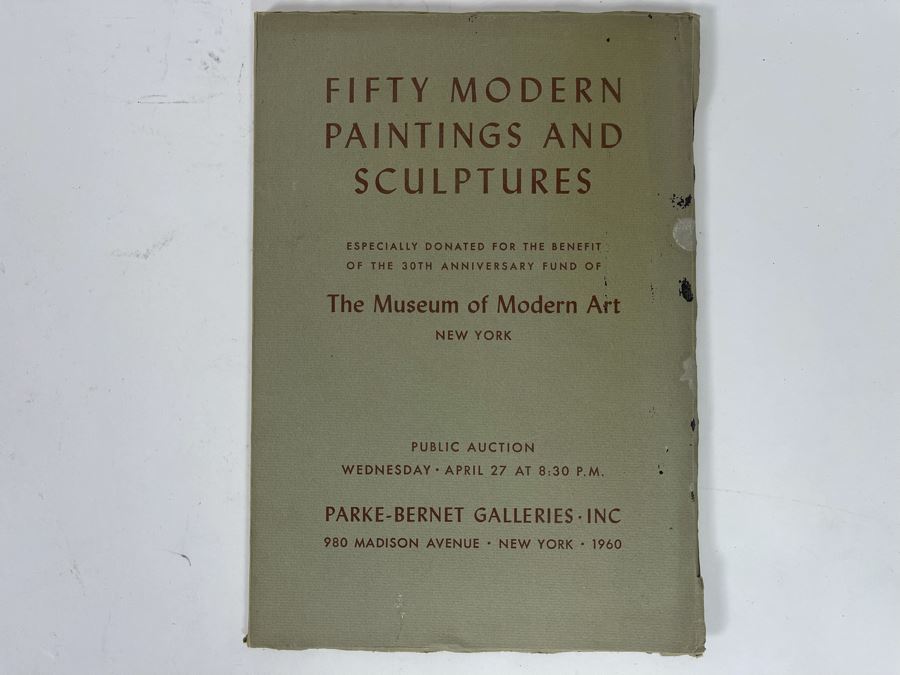 FIFTY MODERN
PAINTINGS AND
SCULPTURES
ESPECIALLY DONATED FOR THE BENEFIT
OF THE 30TH ANNIVERSARY FUND OF
The Museum of Modern Art
NEW YORK
PUBLIC AUCTION
WEDNESDAY · APRIL 27 AT 8:30 P.M.
PARKE-BERNET GALLERIES · INC
980 MADISON AVENUE · NEW YORK · 1960